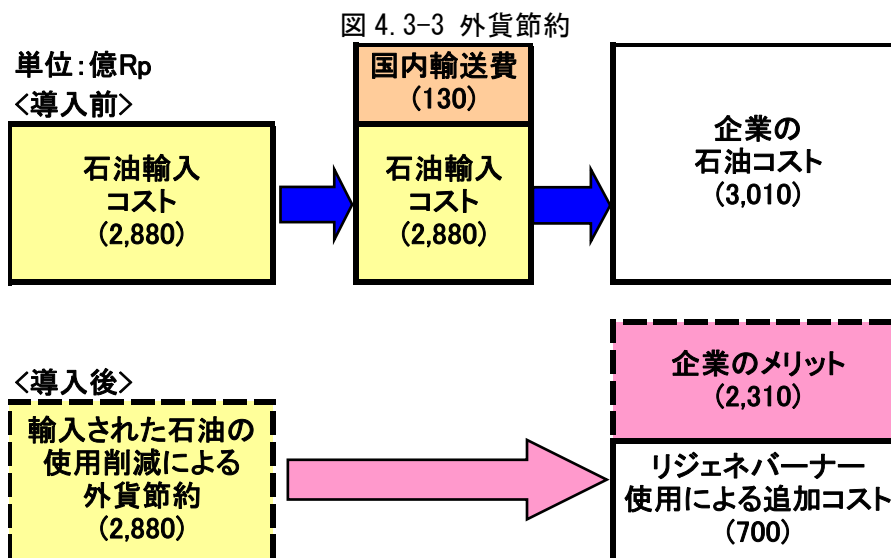 図 4.3-3 外貨節約
単位：億Rp
<導入前>
石油輸入
コスト
(2,880)
国内輸送費
(130)
石油輸入
コスト
(2,880)
企業の
石油コスト
(3,010)
<導入後>
輸入された石油の
使用削減による
外貨節約
(2,880)
企業のメリット
(2,310)
リジェネバーナー
使用による追加コスト
(700)